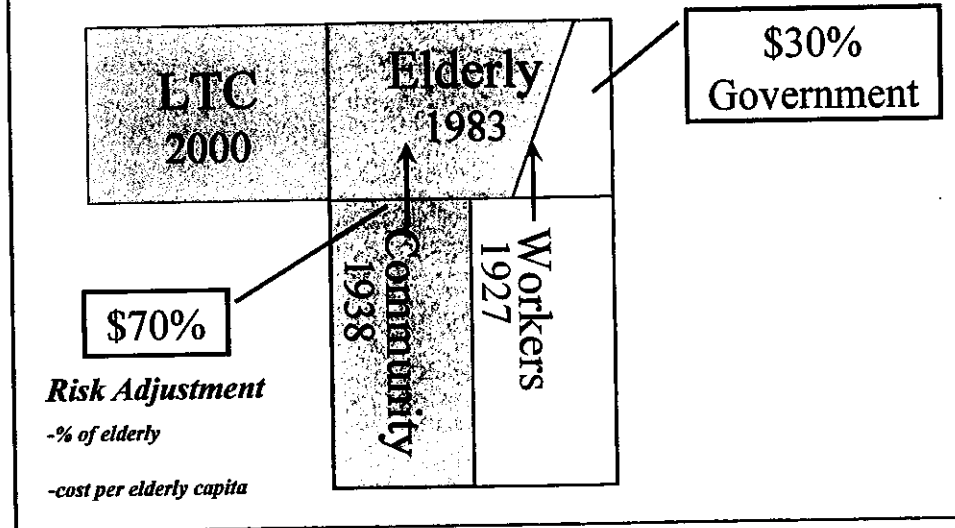 LTC
2000
Elderly
1983
$30%
Government
Community
1938
Workers
1927
$70%
Risk Adjustment
-% of elderly
-cost per elderly capita